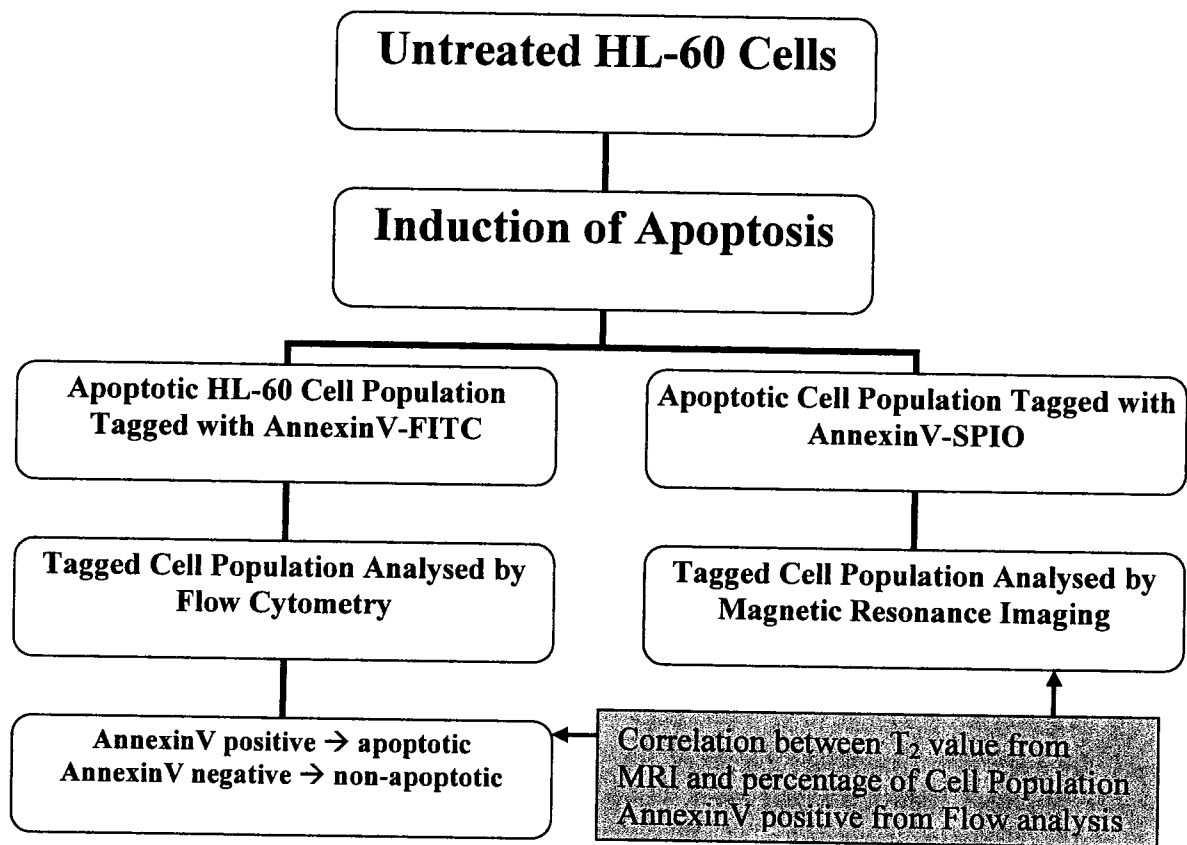 Untreated HL-60 Cells
Induction of Apoptosis
Apoptotic HL-60 Cell Population
Tagged with AnnexinV-FITC
Apoptotic Cell Population Tagged with
AnnexinV-SPIO
Tagged Cell Population Analysed by
Flow Cytometry
Tagged Cell Population Analysed by
Magnetic Resonance Imaging
AnnexinV positive → apoptotic
AnnexinV negative → non-apoptotic
Correlation between T₂ value from
MRI and percentage of Cell Population
AnnexinV positive from Flow analysis